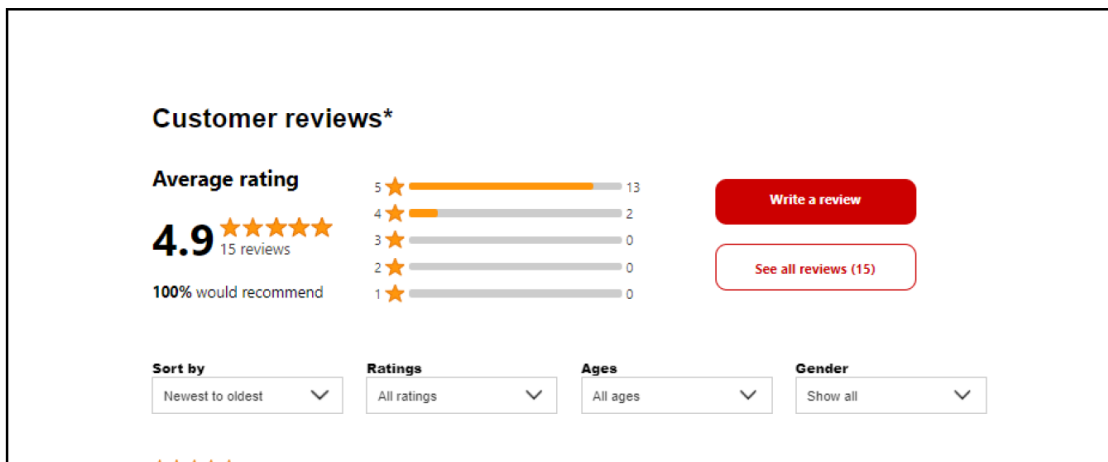 Customer reviews*
Average rating
4.9
15 reviews
100% would recommend
5 13
4 2
3 0
2 0
1 0
Write a review
See all reviews (15)
Sort by
Newest to oldest
Ratings
All ratings
Ages
All ages
Gender
Show all